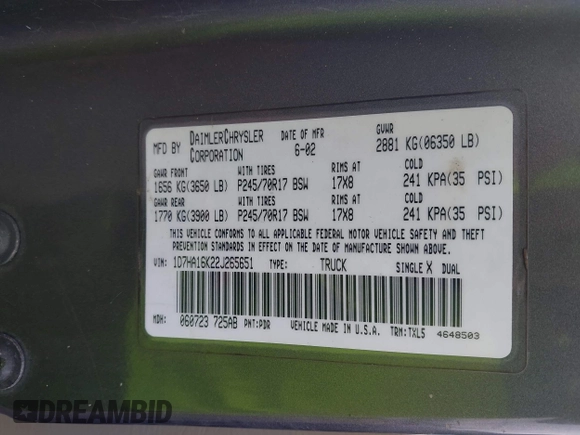 MFD BY DAIMLERCHRYSLER CORPORATION DATE OF MFR 6-02 GVWR 2881 KG(06350 LB)
GAWR FRONT WITH TIRES RIMS AT COLD
1656 KG(3650 LB) P245/70R17 BSW 17X8 241 KPA(35 PSI)
GAWR REAR WITH TIRES RIMS AT COLD
1770 KG(3900 LB) P245/70R17 BSW 17X8 241 KPA(35 PSI)
THIS VEHICLE CONFORMS TO ALL APPLICABLE FEDERAL MOTOR VEHICLE SAFETY AND THEFT
PREVENTION STANDARDS IN EFFECT ON THE DATE OF MANUFACTURE SHOWN ABOVE.
VIN: 1D7HA16K22J265651 TYPE: TRUCK SINGLE X DUAL
MDH: 060723 725AB PNT:PDR VEHICLE MADE IN U.S.A. TRM:TXL5 4648503
DREAMBID